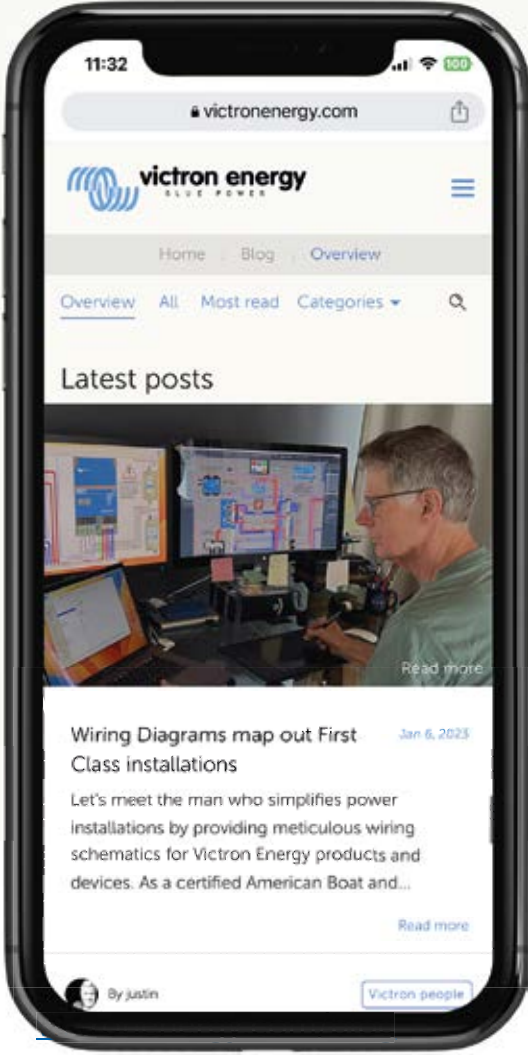 11:32
100
victronenergy.com
victron energy
BLUE POWER
Home
Blog
Overview
Overview
All
Most read
Categories
Latest posts
Read more
Wiring Diagrams map out First
Class installations
Jan 6, 2023
Let's meet the man who simplifies power
installations by providing meticulous wiring
schematics for Victron Energy products and
devices. As a certified American Boat and...
Read more
By justin
Victron people